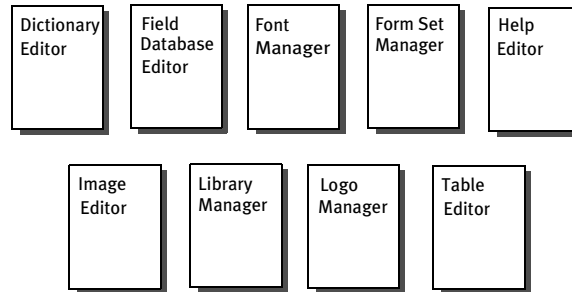 Dictionary
Editor
Field
Database
Editor
Font
Manager
Form Set
Manager
Help
Editor
Image
Editor
Library
Manager
Logo
Manager
Table
Editor